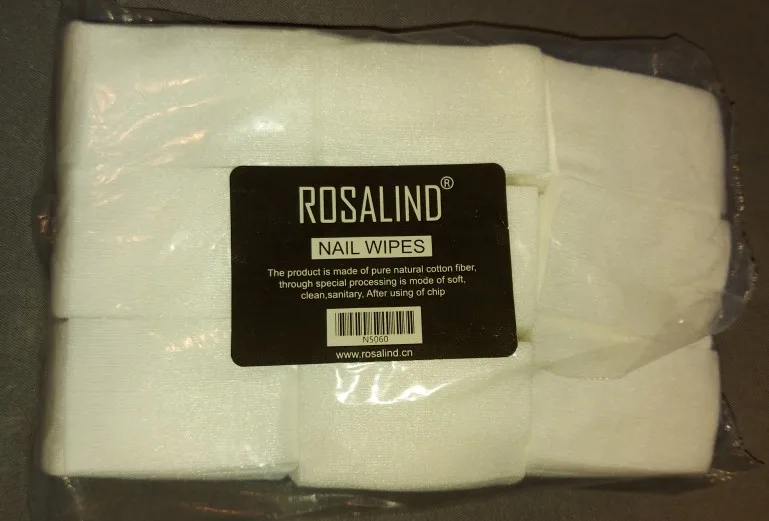 ROSALIND®
NAIL WIPES
The product is made of pure natural cotton fiber,
through special processing is mode of soft,
clean,sanitary, After using of chip
N5060
www.rosalind.cn